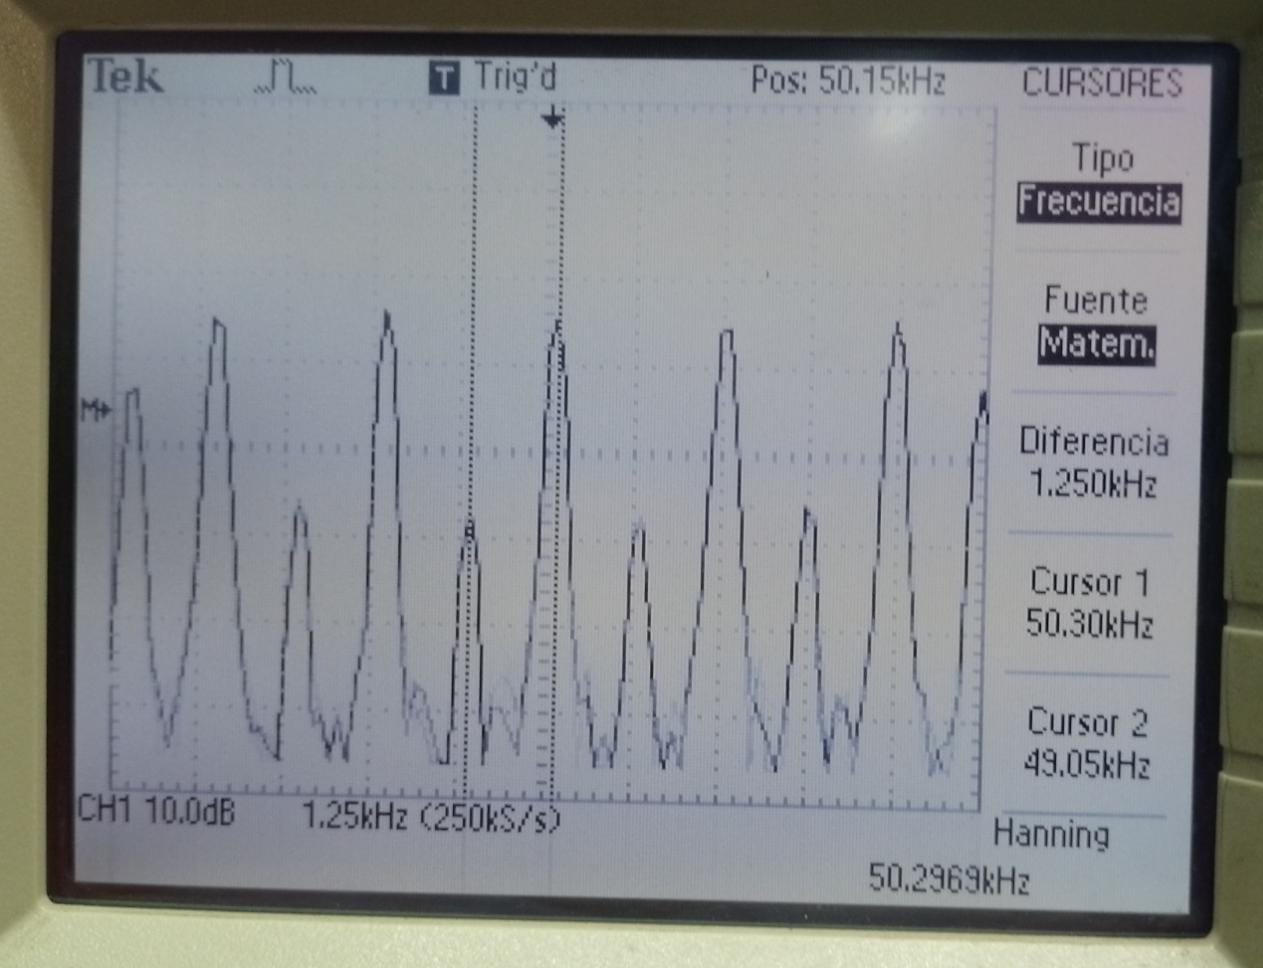 Tek T Trig'd Pos: 50.15kHz CURSORES
Tipo
Frecuencia
Fuente
Matem.
M
Diferencia
1.250kHz
Cursor 1
50.30kHz
Cursor 2
49.05kHz
CH1 10.0dB 1.25kHz (250kS/s) Hanning
50.2969kHz